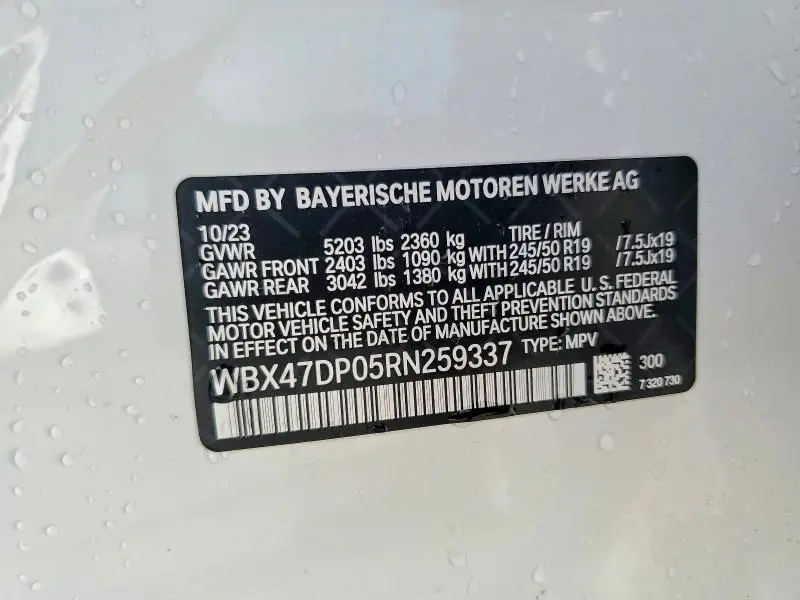 MFD BY BAYERISCHE MOTOREN WERKE AG
10/23 TIRE / RIM
GVWR 5203 lbs 2360 kg
GAWR FRONT 2403 lbs 1090 kg WITH 245/50 R19 /7.5Jx19
GAWR REAR 3042 lbs 1380 kg WITH 245/50 R19 /7.5Jx19
THIS VEHICLE CONFORMS TO ALL APPLICABLE U.S. FEDERAL
MOTOR VEHICLE SAFETY AND THEFT PREVENTION STANDARDS
IN EFFECT ON THE DATE OF MANUFACTURE SHOWN ABOVE.
WBX47DP05RN259337 TYPE: MPV
300
7 320 730